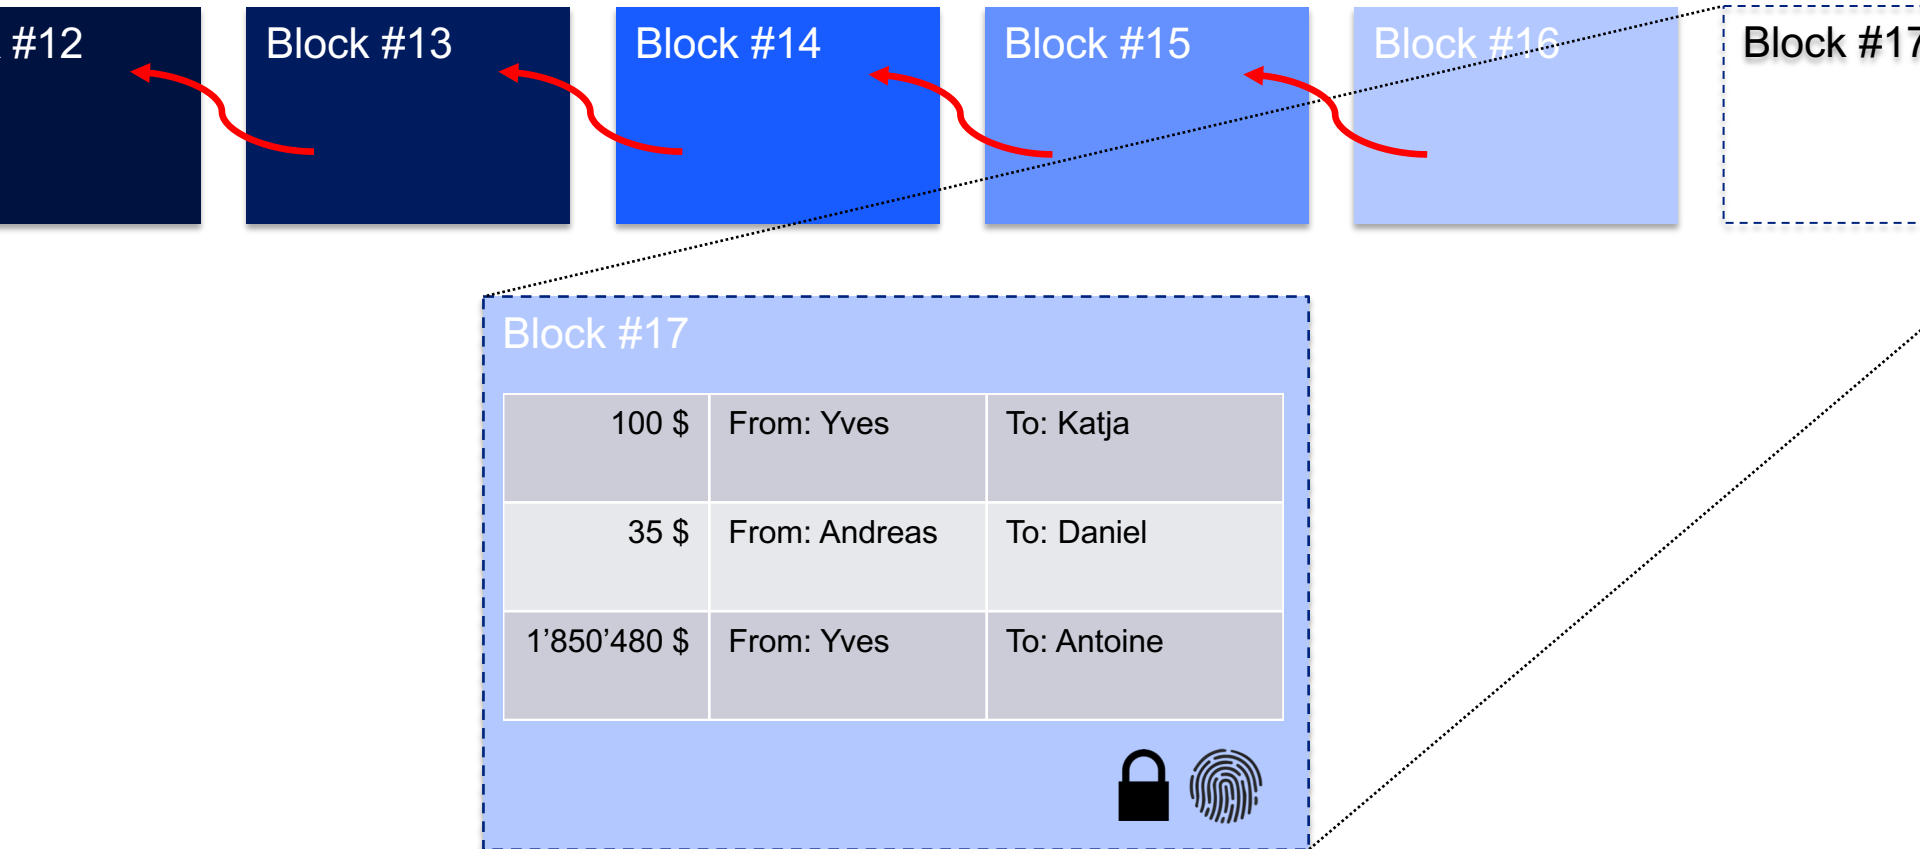 #12
Block #13
Block #14
Block #15
Block #16
Block #17
Block #17
100 $ From: Yves To: Katja
35 $ From: Andreas To: Daniel
1’850’480 $ From: Yves To: Antoine